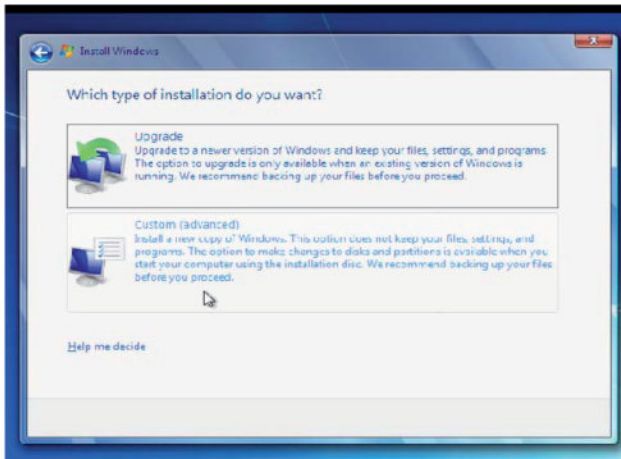 Install Windows
Which type of installation do you want?
Upgrade
Upgrade to a newer version of Windows and keep your files, settings, and programs.
The option to upgrade is only available when an existing version of Windows is
running. We recommend backing up your files before you proceed.
Custom (advanced)
Install a new copy of Windows. This option does not keep your files, settings, and
programs. The option to make changes to disks and partitions is available when you
start your computer using the installation disc. We recommend backing up your files
before you proceed.
Help me decide